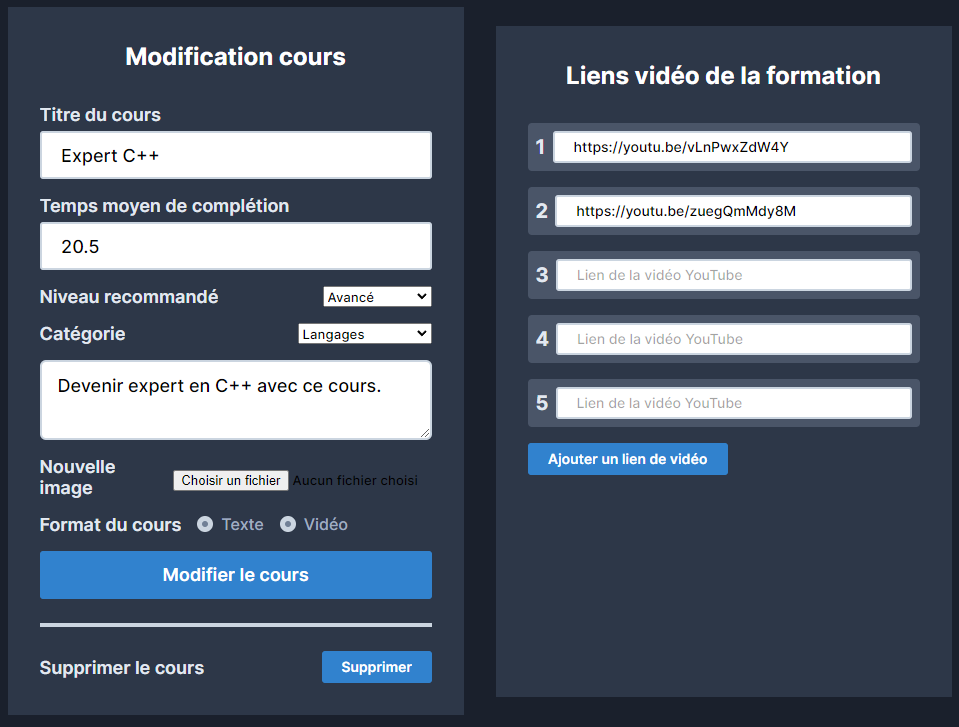 Modification cours
Titre du cours
Expert C++
Temps moyen de complétion
20.5
Niveau recommandé Avancé
Catégorie Langages
Devenir expert en C++ avec ce cours.
Nouvelle
image
Choisir un fichier Aucun fichier choisi
Format du cours Texte Vidéo
Modifier le cours
Supprimer le cours Supprimer
Liens vidéo de la formation
1 https://youtu.be/vLnPwxZdW4Y
2 https://youtu.be/zuegQmMdy8M
3 Lien de la vidéo YouTube
4 Lien de la vidéo YouTube
5 Lien de la vidéo YouTube
Ajouter un lien de vidéo